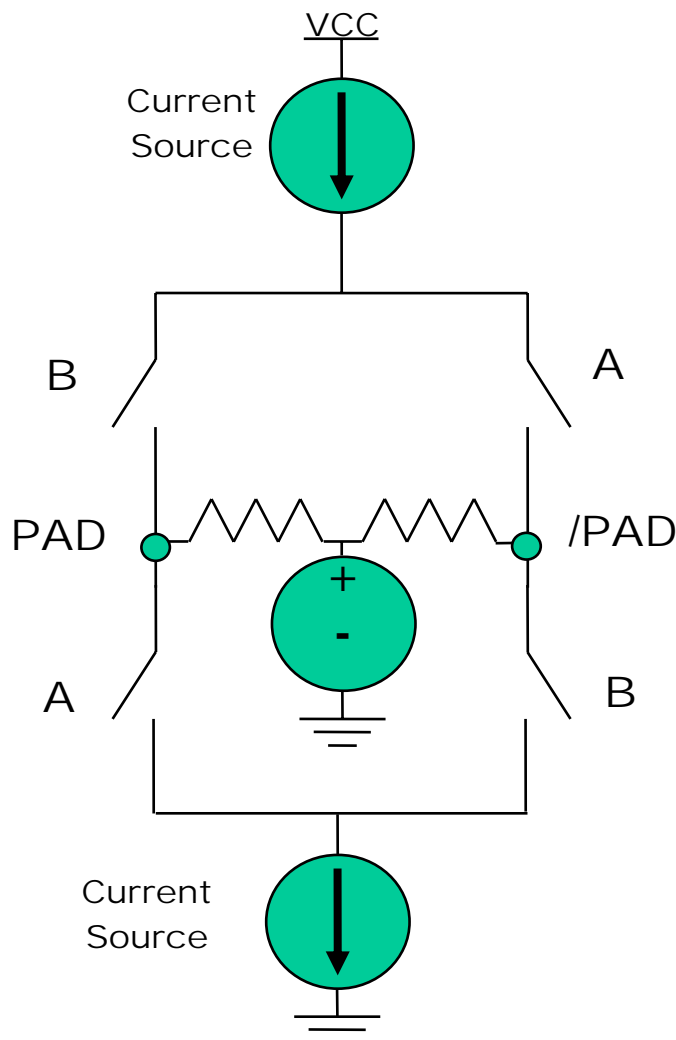 VCC
Current
Source
B
A
PAD
/PAD
+
-
A
B
Current
Source